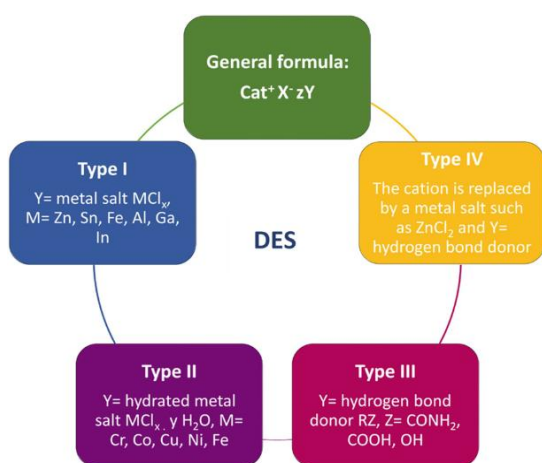 General formula:
Cat⁺ X⁻ zY
Type I
Y= metal salt MClₓ,
M= Zn, Sn, Fe, Al, Ga,
In
Type IV
The cation is replaced
by a metal salt such
as ZnCl₂ and Y=
hydrogen bond donor
DES
Type II
Y= hydrated metal
salt MClₓ . y H₂O, M=
Cr, Co, Cu, Ni, Fe
Type III
Y= hydrogen bond
donor RZ, Z= CONH₂,
COOH, OH